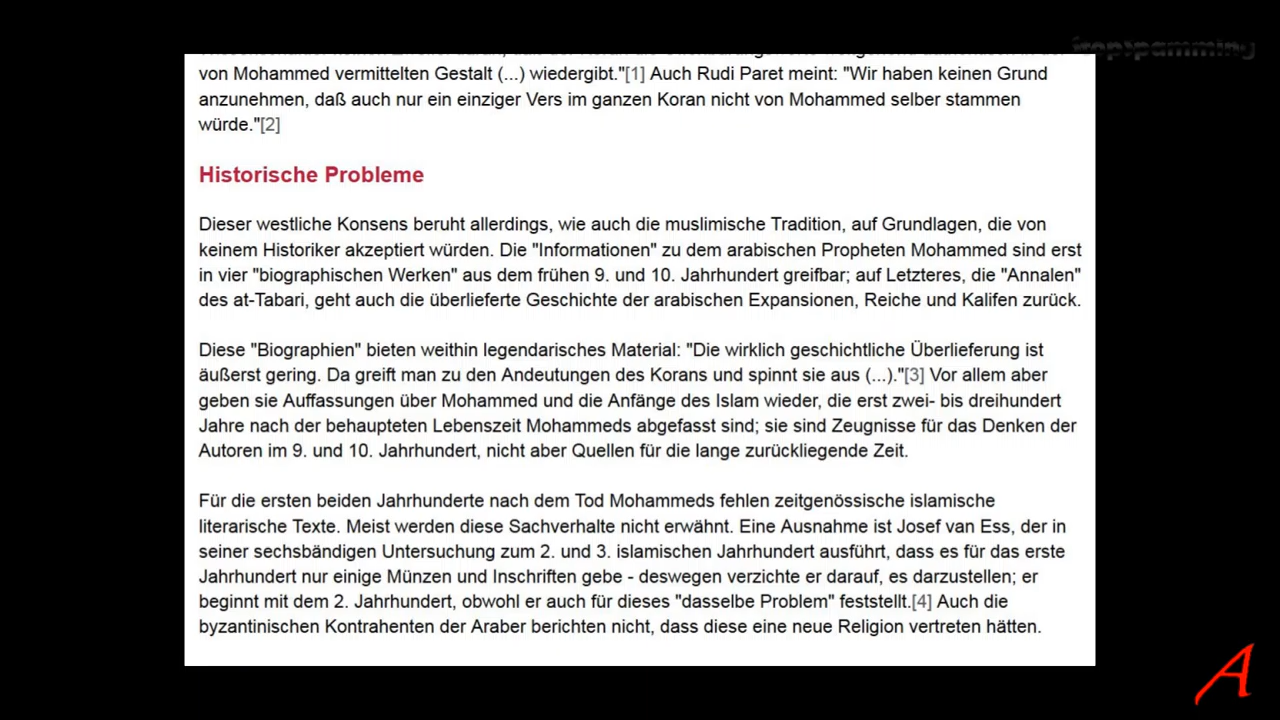 von Mohammed vermittelten Gestalt (...) wiedergibt."[1] Auch Rudi Paret meint: "Wir haben keinen Grund
anzunehmen, daß auch nur ein einziger Vers im ganzen Koran nicht von Mohammed selber stammen
würde."[2]
Historische Probleme
Dieser westliche Konsens beruht allerdings, wie auch die muslimische Tradition, auf Grundlagen, die von
keinem Historiker akzeptiert würden. Die "Informationen" zu dem arabischen Propheten Mohammed sind erst
in vier "biographischen Werken" aus dem frühen 9. und 10. Jahrhundert greifbar; auf Letzteres, die "Annalen"
des at-Tabari, geht auch die überlieferte Geschichte der arabischen Expansionen, Reiche und Kalifen zurück.
Diese "Biographien" bieten weithin legendarisches Material: "Die wirklich geschichtliche Überlieferung ist
äußerst gering. Da greift man zu den Andeutungen des Korans und spinnt sie aus (...)."[3] Vor allem aber
geben sie Auffassungen über Mohammed und die Anfänge des Islam wieder, die erst zwei- bis dreihundert
Jahre nach der behaupteten Lebenszeit Mohammeds abgefasst sind; sie sind Zeugnisse für das Denken der
Autoren im 9. und 10. Jahrhundert, nicht aber Quellen für die lange zurückliegende Zeit.
Für die ersten beiden Jahrhunderte nach dem Tod Mohammeds fehlen zeitgenössische islamische
literarische Texte. Meist werden diese Sachverhalte nicht erwähnt. Eine Ausnahme ist Josef van Ess, der in
seiner sechsbändigen Untersuchung zum 2. und 3. islamischen Jahrhundert ausführt, dass es für das erste
Jahrhundert nur einige Münzen und Inschriften gebe - deswegen verzichte er darauf, es darzustellen; er
beginnt mit dem 2. Jahrhundert, obwohl er auch für dieses "dasselbe Problem" feststellt.[4] Auch die
byzantinischen Kontrahenten der Araber berichten nicht, dass diese eine neue Religion vertreten hätten.
A